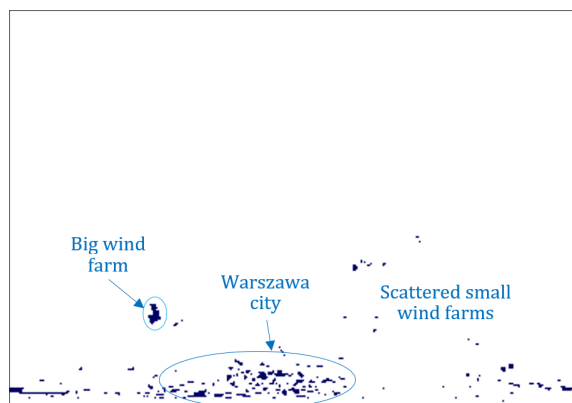 Big wind
farm
Warszawa
city
Scattered small
wind farms